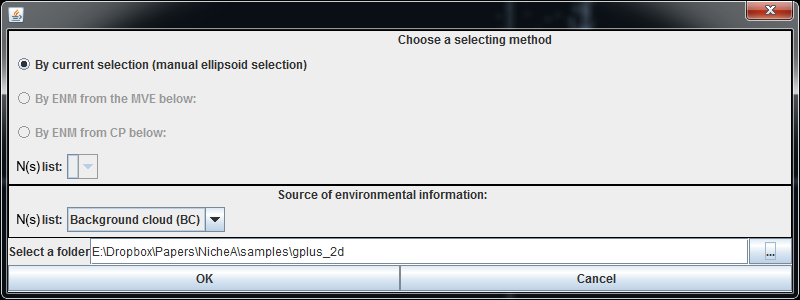 Choose a selecting method
By current selection (manual ellipsoid selection)
By ENM from the MVE below:
By ENM from CP below:
N(s) list:
Source of environmental information:
N(s) list: Background cloud (BC)
Select a folder E:\Dropbox\Papers\NicheA\samples\gplus_2d ...
OK Cancel